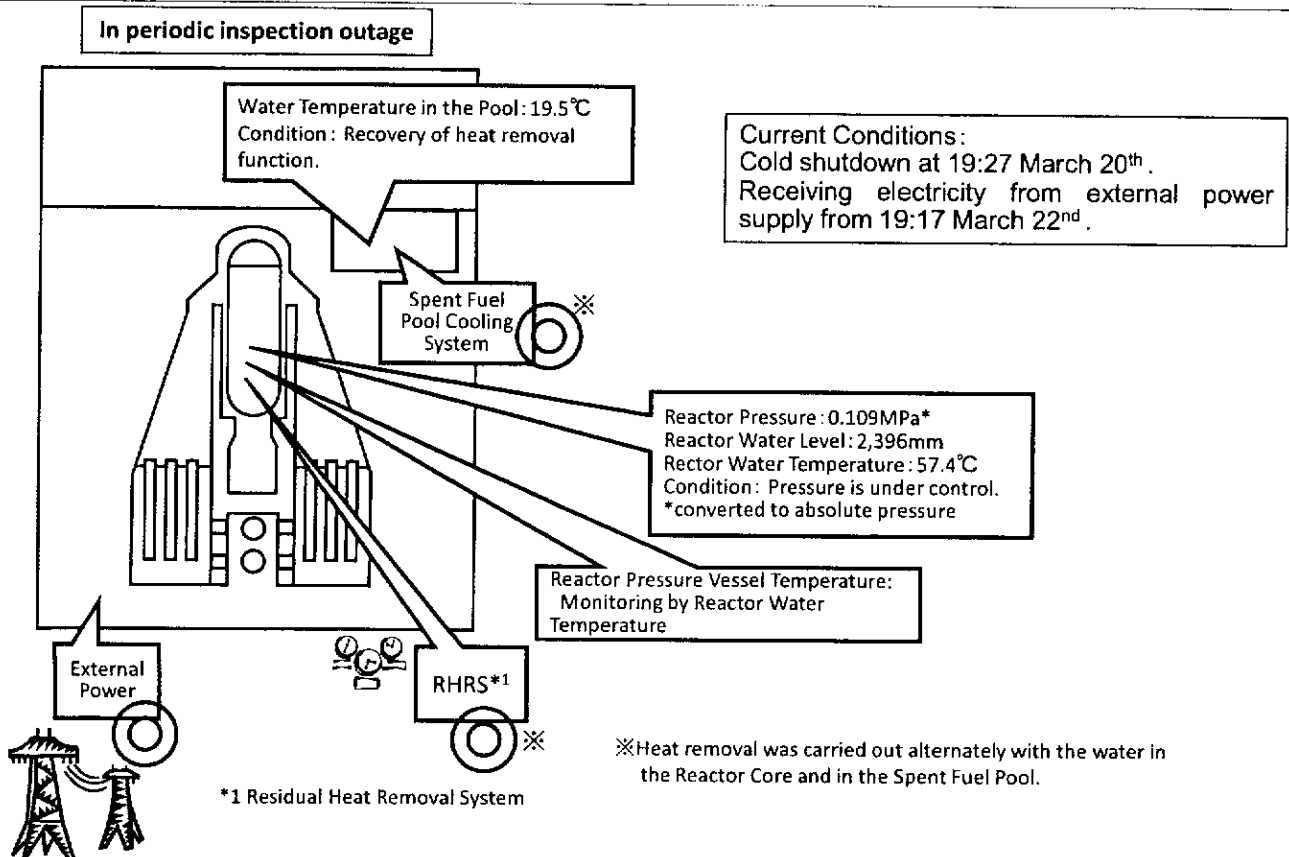 In periodic inspection outage
Water Temperature in the Pool: 19.5℃
Condition: Recovery of heat removal
function.
Current Conditions:
Cold shutdown at 19:27 March 20th.
Receiving electricity from external power
supply from 19:17 March 22nd.
Spent Fuel
Pool Cooling
System
※
Reactor Pressure: 0.109MPa*
Reactor Water Level: 2,396mm
Rector Water Temperature: 57.4℃
Condition: Pressure is under control.
*converted to absolute pressure
Reactor Pressure Vessel Temperature:
Monitoring by Reactor Water
Temperature
External
Power
RHRS*1
※
※Heat removal was carried out alternately with the water in
the Reactor Core and in the Spent Fuel Pool.
*1 Residual Heat Removal System